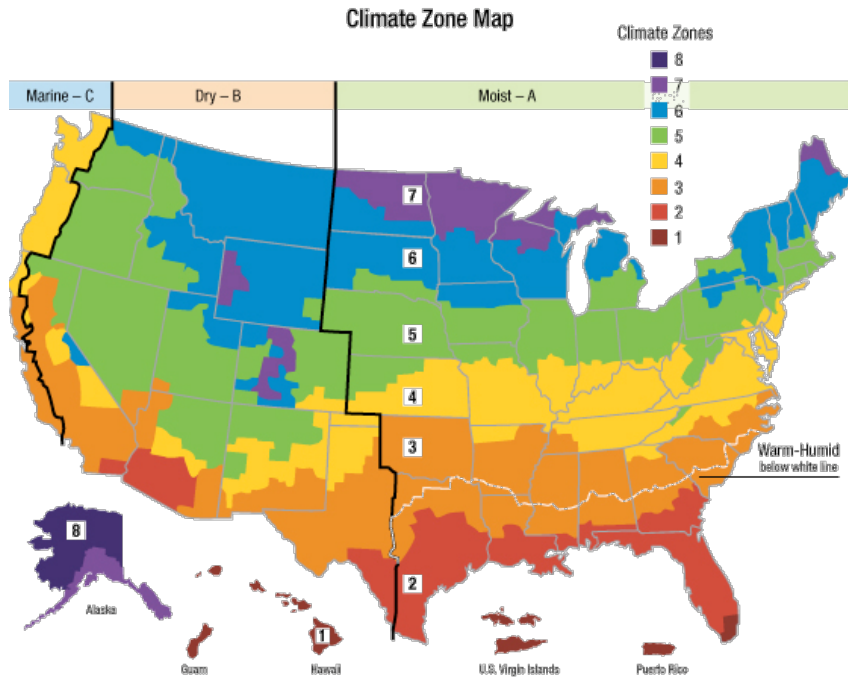 Climate Zone Map
Climate Zones
8
7
6
5
4
3
2
1
Marine – C
Dry – B
Moist – A
7
6
5
4
3
2
Warm-Humid
below white line
8
Alaska
Guam
1
Hawaii
U.S. Virgin Islands
Puerto Rico